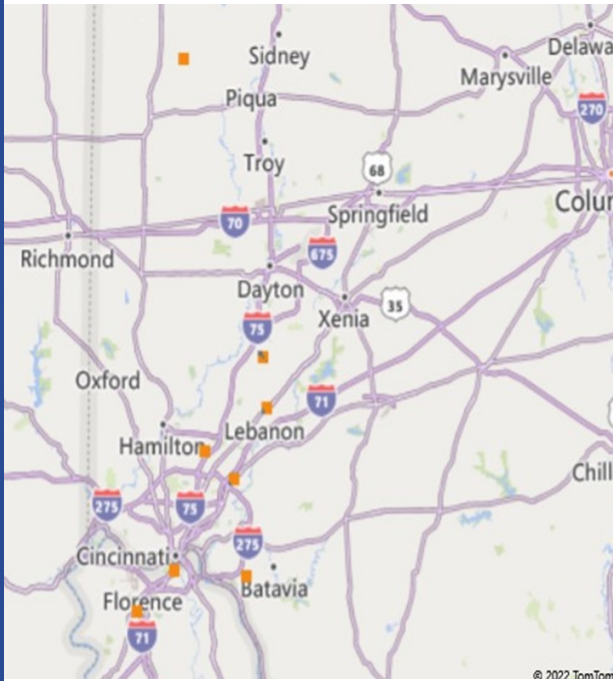 Sidney
Delawa
Marysville
Piqua
270
Troy
68
Colur
Springfield
70
Richmond
675
Dayton
35
Xenia
75
Oxford
71
Lebanon
Hamilton
Chill
275
75
275
Cincinnati
Batavia
Florence
71
© 2022 TomTom